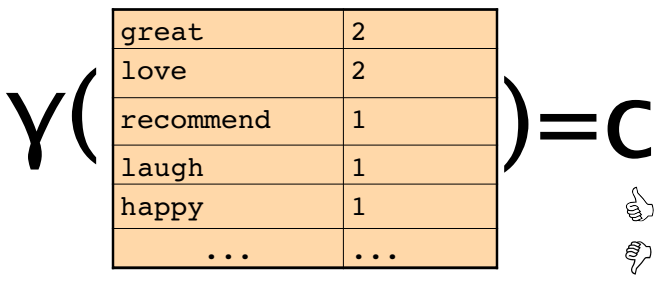 γ(
great 2
love 2
recommend 1
laugh 1
happy 1
... ...
)=c